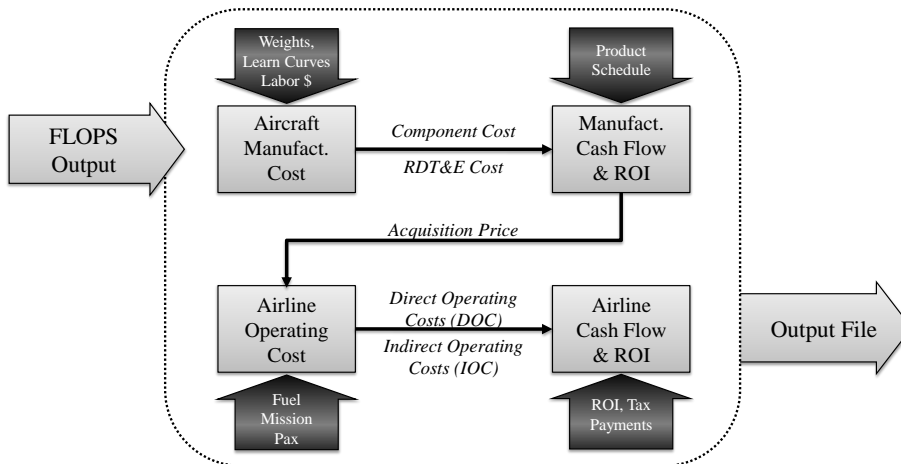 Weights,
Learn Curves
Labor $
Product
Schedule
FLOPS
Output
Aircraft
Manufact.
Cost
Component Cost
RDT&E Cost
Manufact.
Cash Flow
& ROI
Acquisition Price
Airline
Operating
Cost
Direct Operating
Costs (DOC)
Indirect Operating
Costs (IOC)
Airline
Cash Flow
& ROI
Output File
Fuel
Mission
Pax
ROI, Tax
Payments